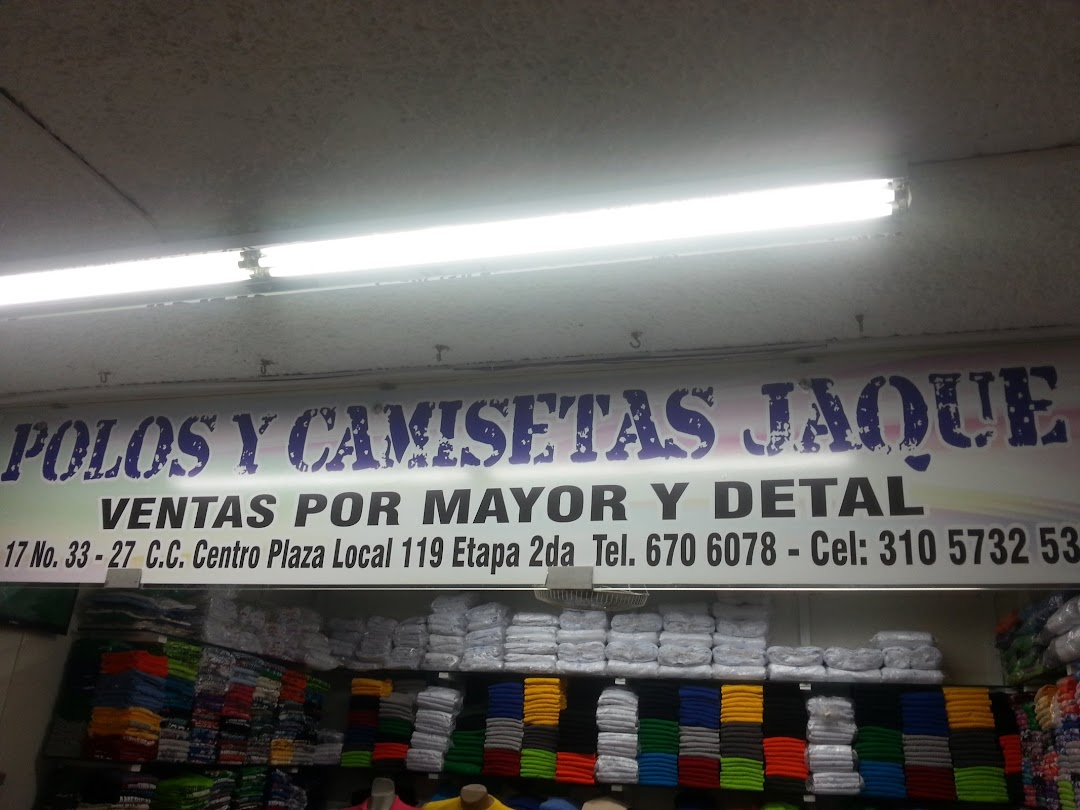 POLOS Y CAMISETAS JAQUE
VENTAS POR MAYOR Y DETAL
17 No. 33 - 27 C.C. Centro Plaza Local 119 Etapa 2da Tel. 670 6078 - Cel: 310 5732 53